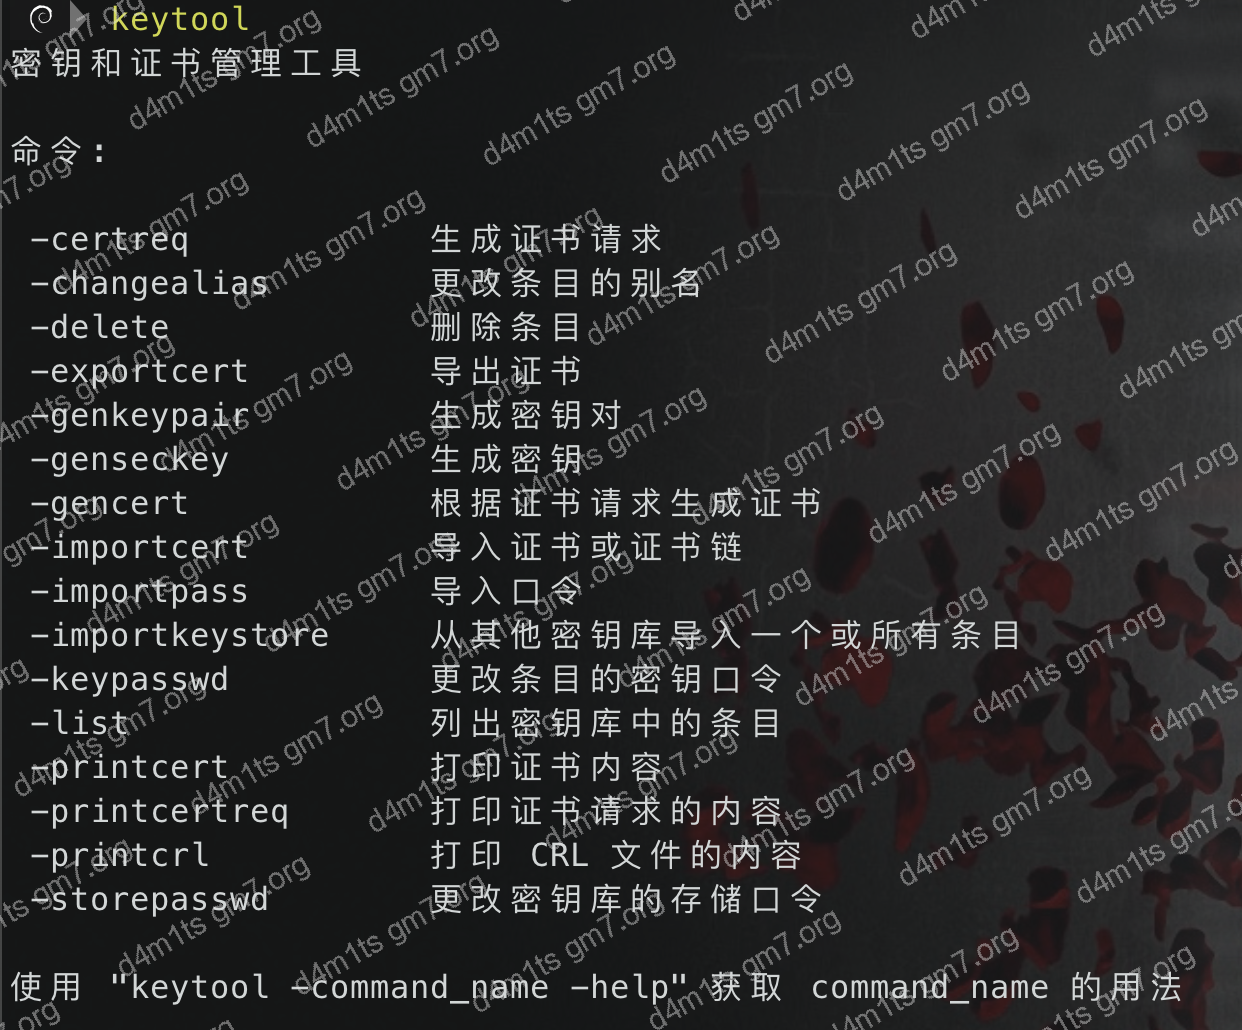 keytool
密钥和证书管理工具
命令:
-certreq 生成证书请求
-changealias 更改条目的别名
-delete 删除条目
-exportcert 导出证书
-genkeypair 生成密钥对
-genseckey 生成密钥
-gencert 根据证书请求生成证书
-importcert 导入证书或证书链
-importpass 导入口令
-importkeystore 从其他密钥库导入一个或所有条目
-keypasswd 更改条目的密钥口令
-list 列出密钥库中的条目
-printcert 打印证书内容
-printcertreq 打印证书请求的内容
-printcrl 打印 CRL 文件的内容
-storepasswd 更改密钥库的存储口令
使用 "keytool -command_name -help" 获取 command_name 的用法
d4m1ts gm7.org